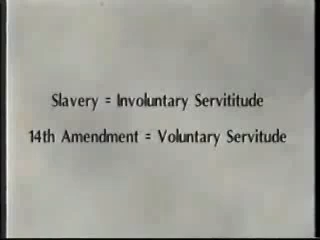 Slavery = Involuntary Servititude
14th Amendment = Voluntary Servitude